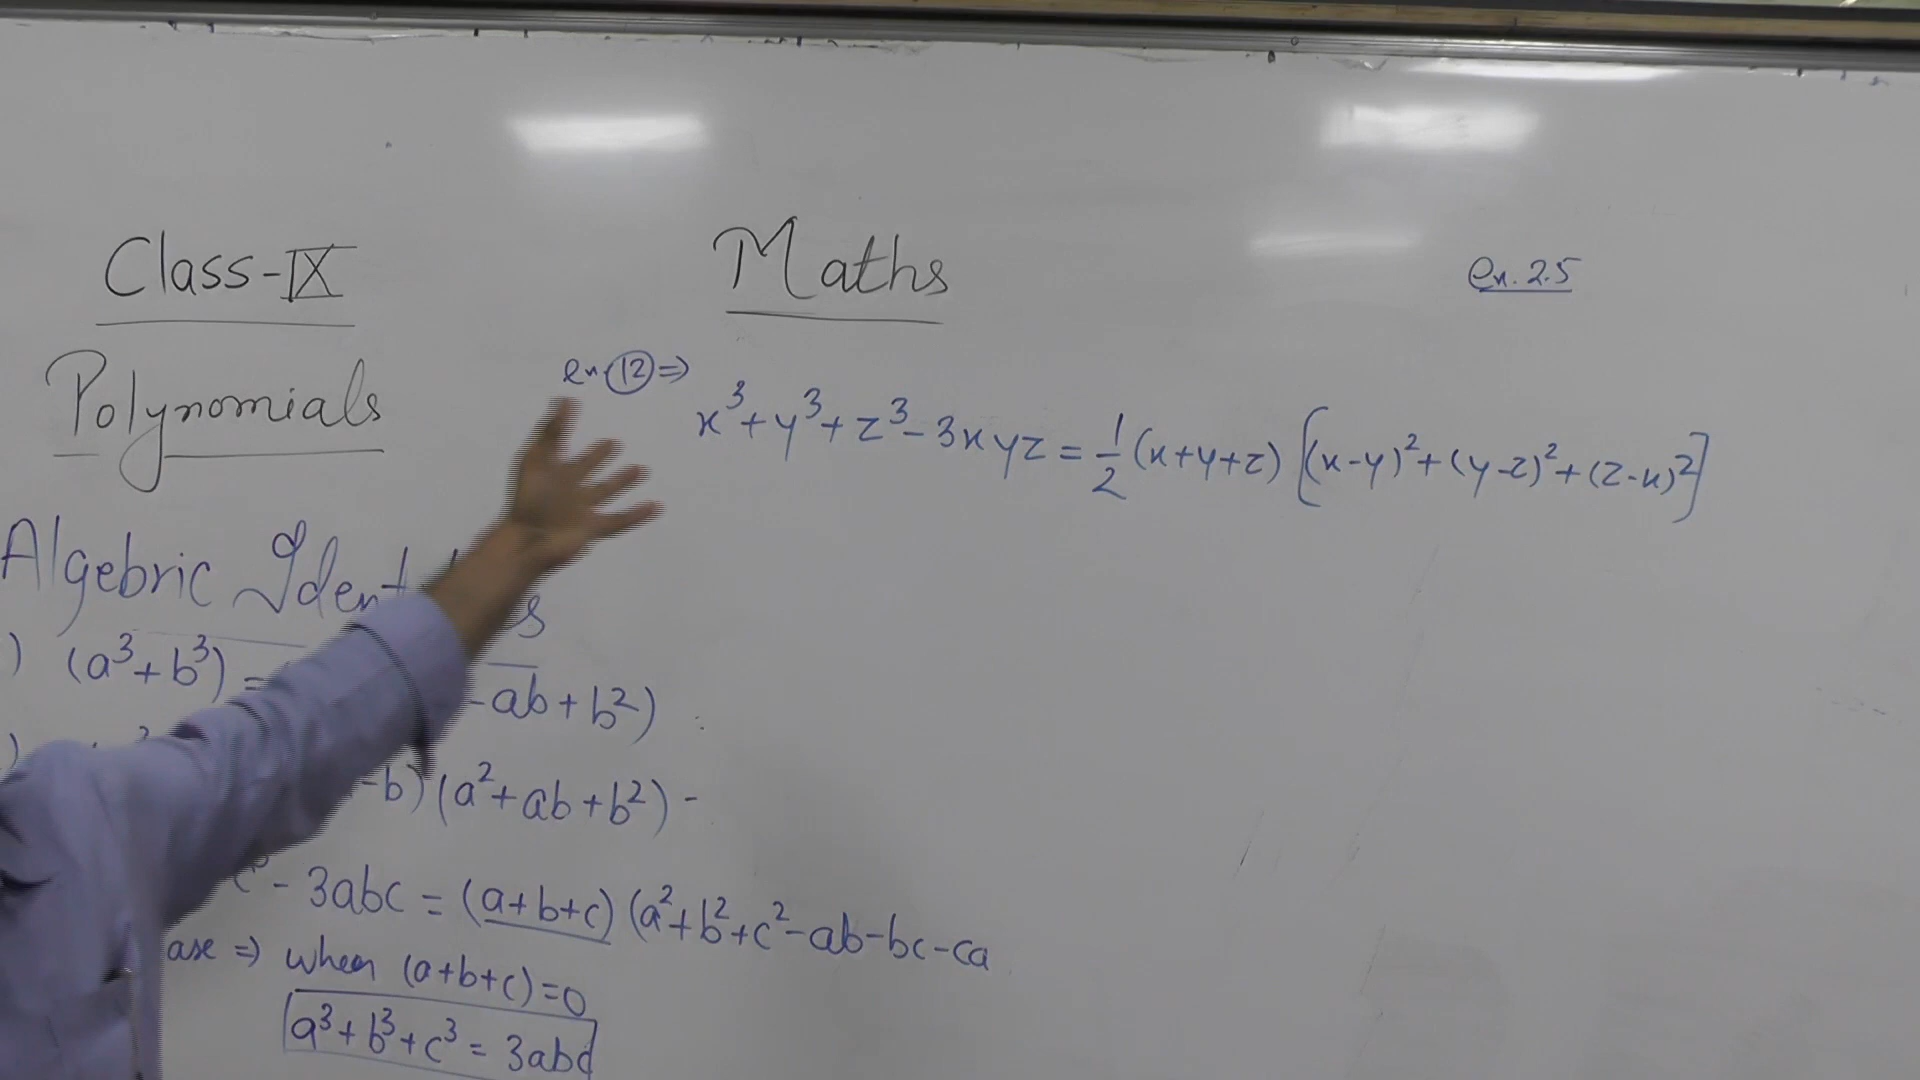 Class-IX
Maths
ex. 2.5
Polynomials
ex. 12 ⇒
x³+y³+z³-3xyz = 1/2 (x+y+z) [(x-y)²+(y-z)²+(z-x)²]
Algebric
) (a³+b³) = -ab+b²)
-b) (a²+ab+b²) -
- 3abc = (a+b+c) (a²+b²+c²-ab-bc-ca
⇒ when (a+b+c)=0
a³+b³+c³ = 3abc